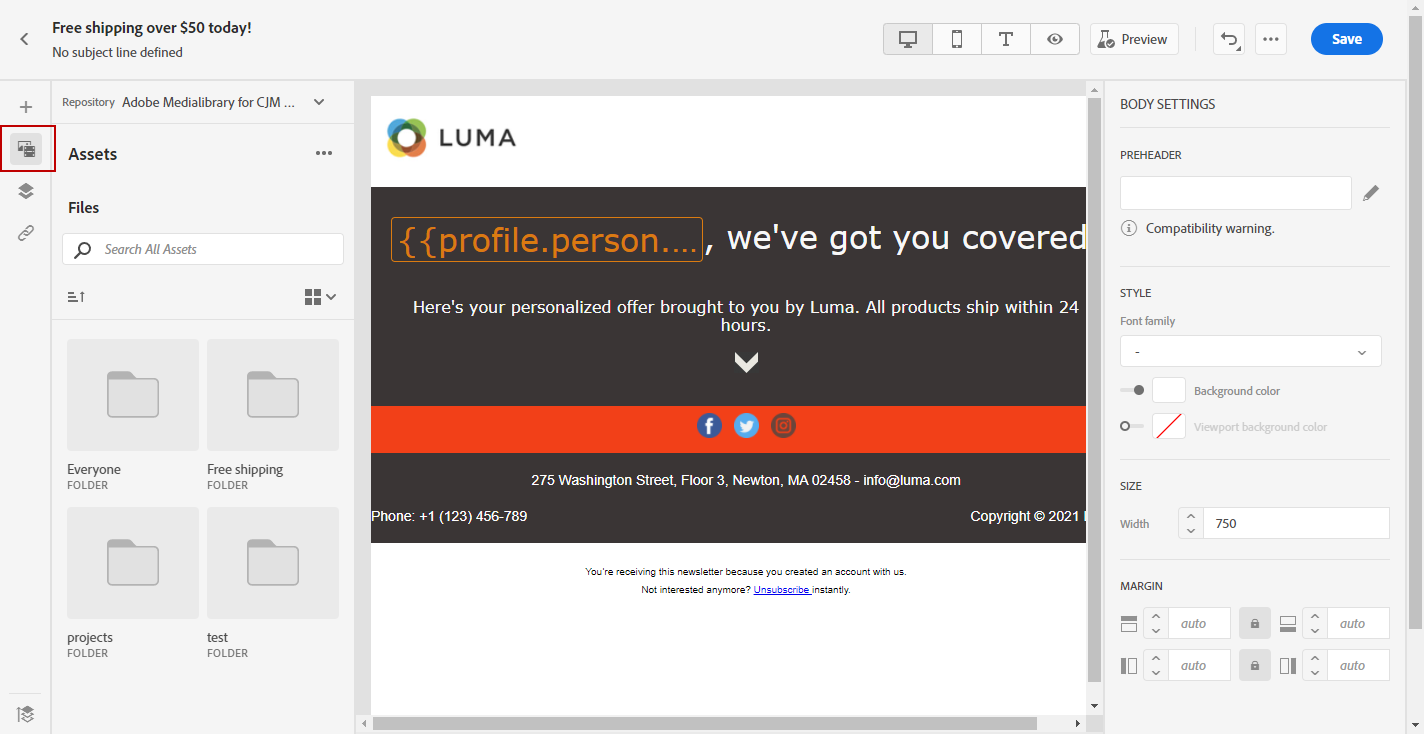 Free shipping over $50 today!
No subject line defined
Preview
Save
Repository Adobe Medialibrary for CJM ...
Assets
Files
Search All Assets
Everyone
FOLDER
Free shipping
FOLDER
projects
FOLDER
test
FOLDER
LUMA
{{profile.person.... , we've got you covered
Here's your personalized offer brought to you by Luma. All products ship within 24
hours.
275 Washington Street, Floor 3, Newton, MA 02458 - info@luma.com
Phone: +1 (123) 456-789
Copyright © 2021
You're receiving this newsletter because you created an account with us.
Not interested anymore? Unsubscribe instantly.
BODY SETTINGS
PREHEADER
Compatibility warning.
STYLE
Font family
-
Background color
Viewport background color
SIZE
Width 750
MARGIN
auto auto
auto auto